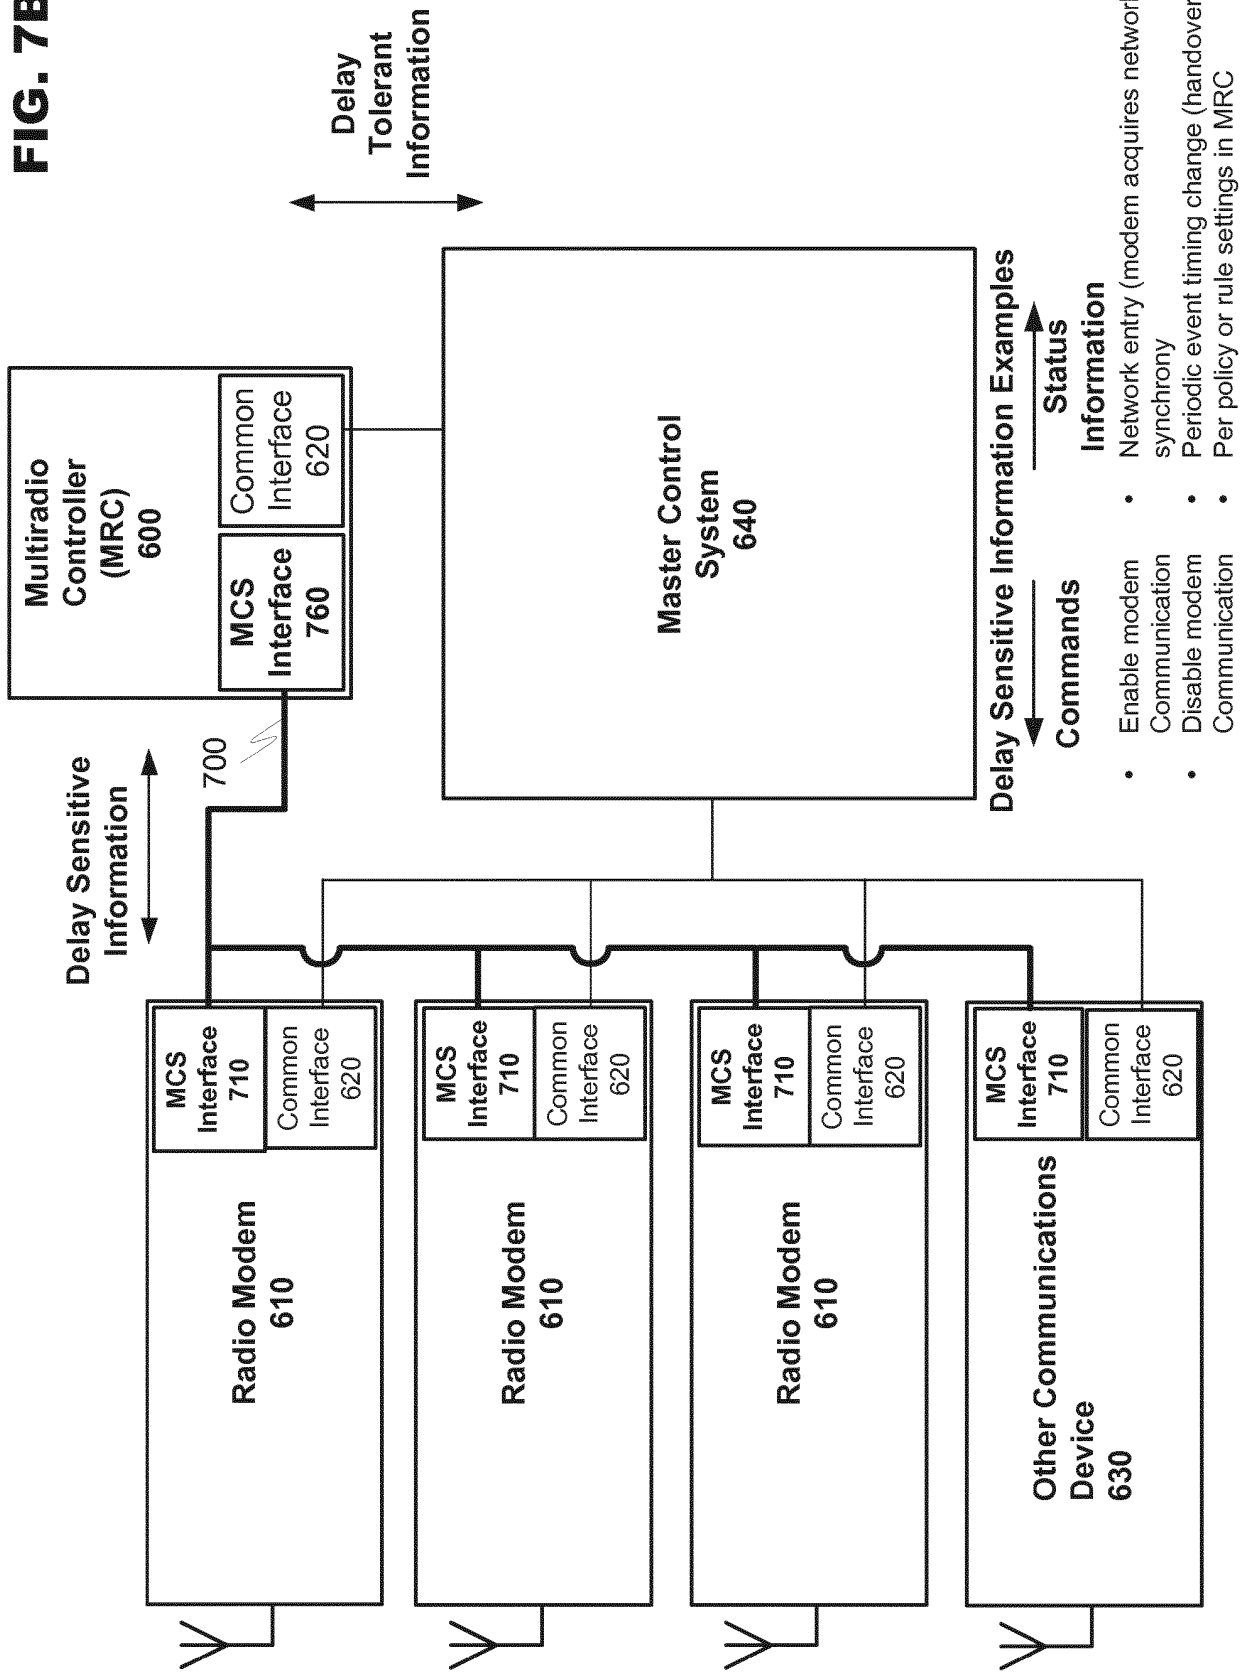 FIG. 7B
Multiradio
Controller
(MRC)
600
MCS
Interface
760
Common
Interface
620
Delay
Tolerant
Information
Delay Sensitive
Information
700
MCS
Interface
710
Common
Interface
620
Radio Modem
610
MCS
Interface
710
Common
Interface
620
Radio Modem
610
MCS
Interface
710
Common
Interface
620
Radio Modem
610
MCS
Interface
710
Common
Interface
620
Other Communications
Device
630
Master Control
System
640
Delay Sensitive Information Examples
Commands
• Enable modem
Communication
• Disable modem
Communication
Status
Information
• Network entry (modem acquires network
synchrony
• Periodic event timing change (handover
• Per policy or rule settings in MRC